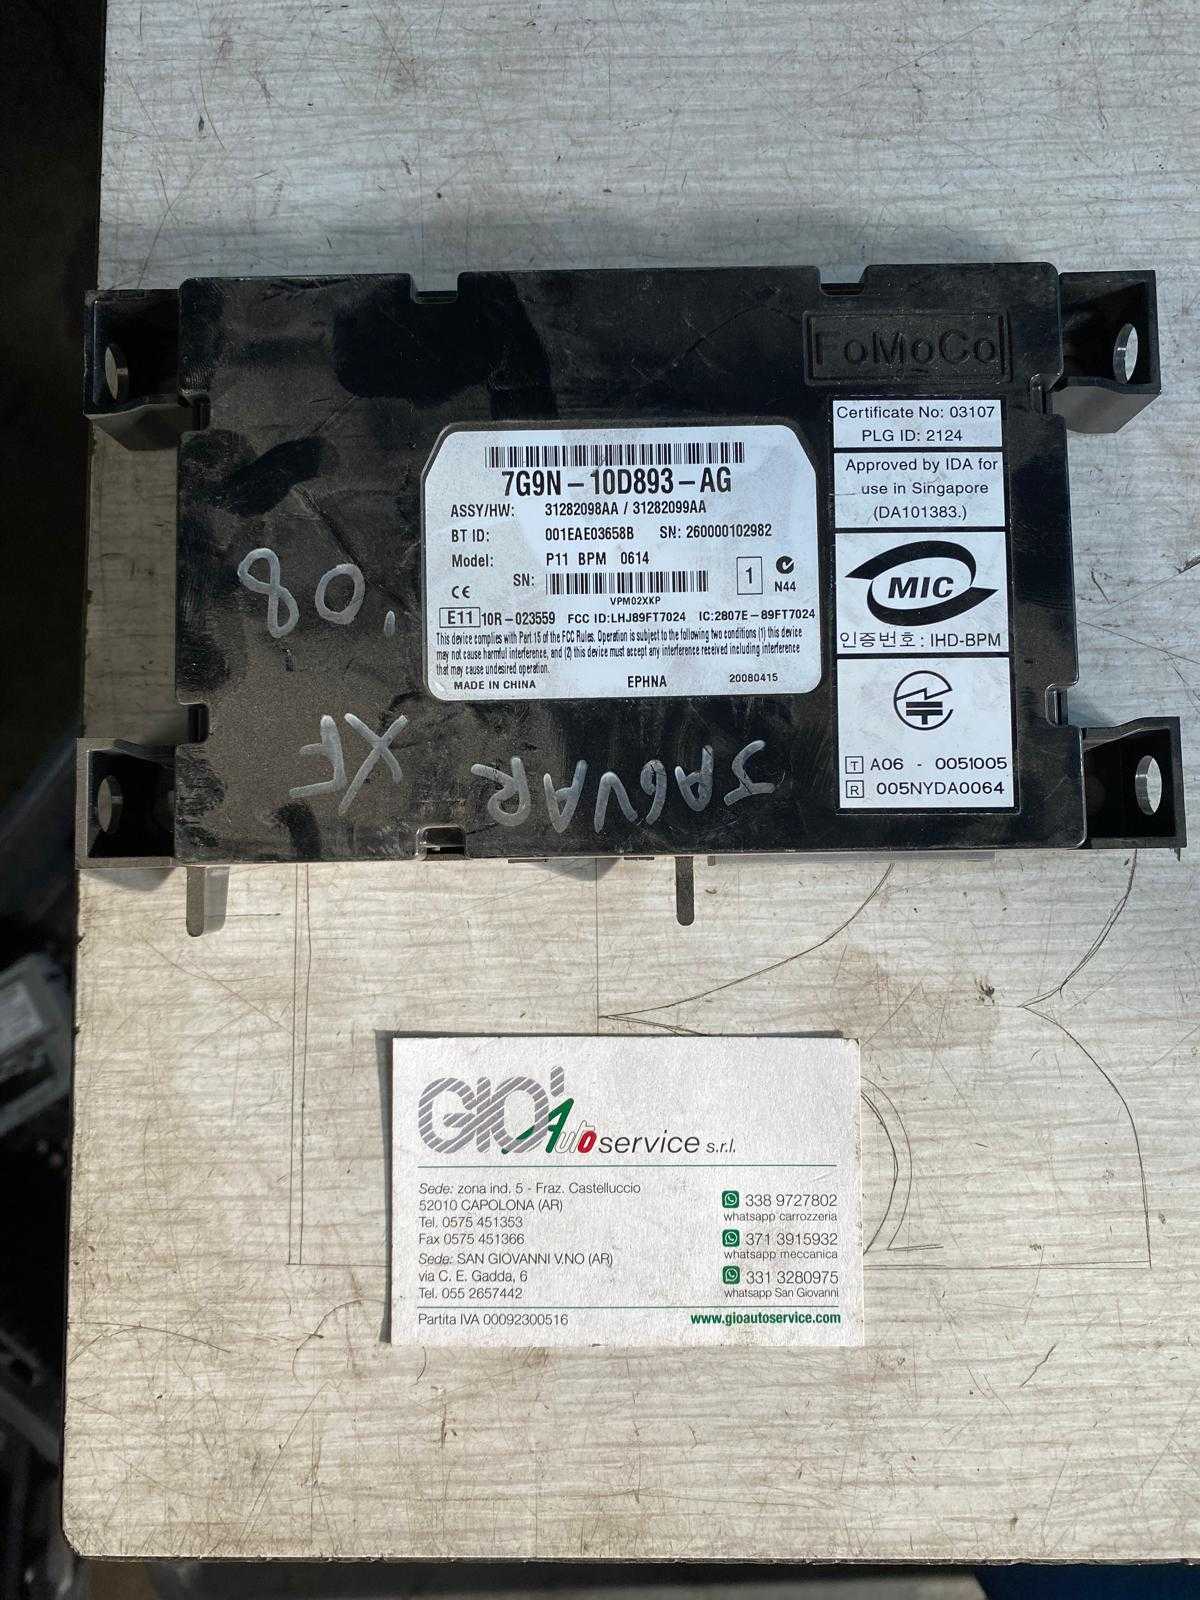 FoMoCo
7G9N-10D893-AG
ASSY/HW: 31282098AA / 31282099AA
BT ID: 001EAE03658B SN: 260000102982
Model: P11 BPM 0614
SN:
VPM02XKP
1
N44
CE
E11 10R-023559 FCC ID:LHJ89FT7024 IC:2807E-89FT7024
This device complies with Part 15 of the FCC Rules. Operation is subject to the following two conditions (1) this device
may not cause harmful interference, and (2) this device must accept any interference received including interference
that may cause undesired operation.
MADE IN CHINA EPHNA 20080415
Certificate No: 03107
PLG ID: 2124
Approved by IDA for
use in Singapore
(DA101383.)
MIC
인증번호: IHD-BPM
T A06 - 0051005
R 005NYDA0064
JAGUAR XF
'08
GIO' Auto service s.r.l.
Sede: zona ind. 5 - Fraz. Castelluccio
52010 CAPOLONA (AR)
Tel. 0575 451353
Fax 0575 451366
Sede: SAN GIOVANNI V.NO (AR)
via C. E. Gadda, 6
Tel. 055 2657442
338 9727802
whatsapp carrozzeria
371 3915932
whatsapp meccanica
331 3280975
whatsapp San Giovanni
Partita IVA 00092300516
www.gioautoservice.com